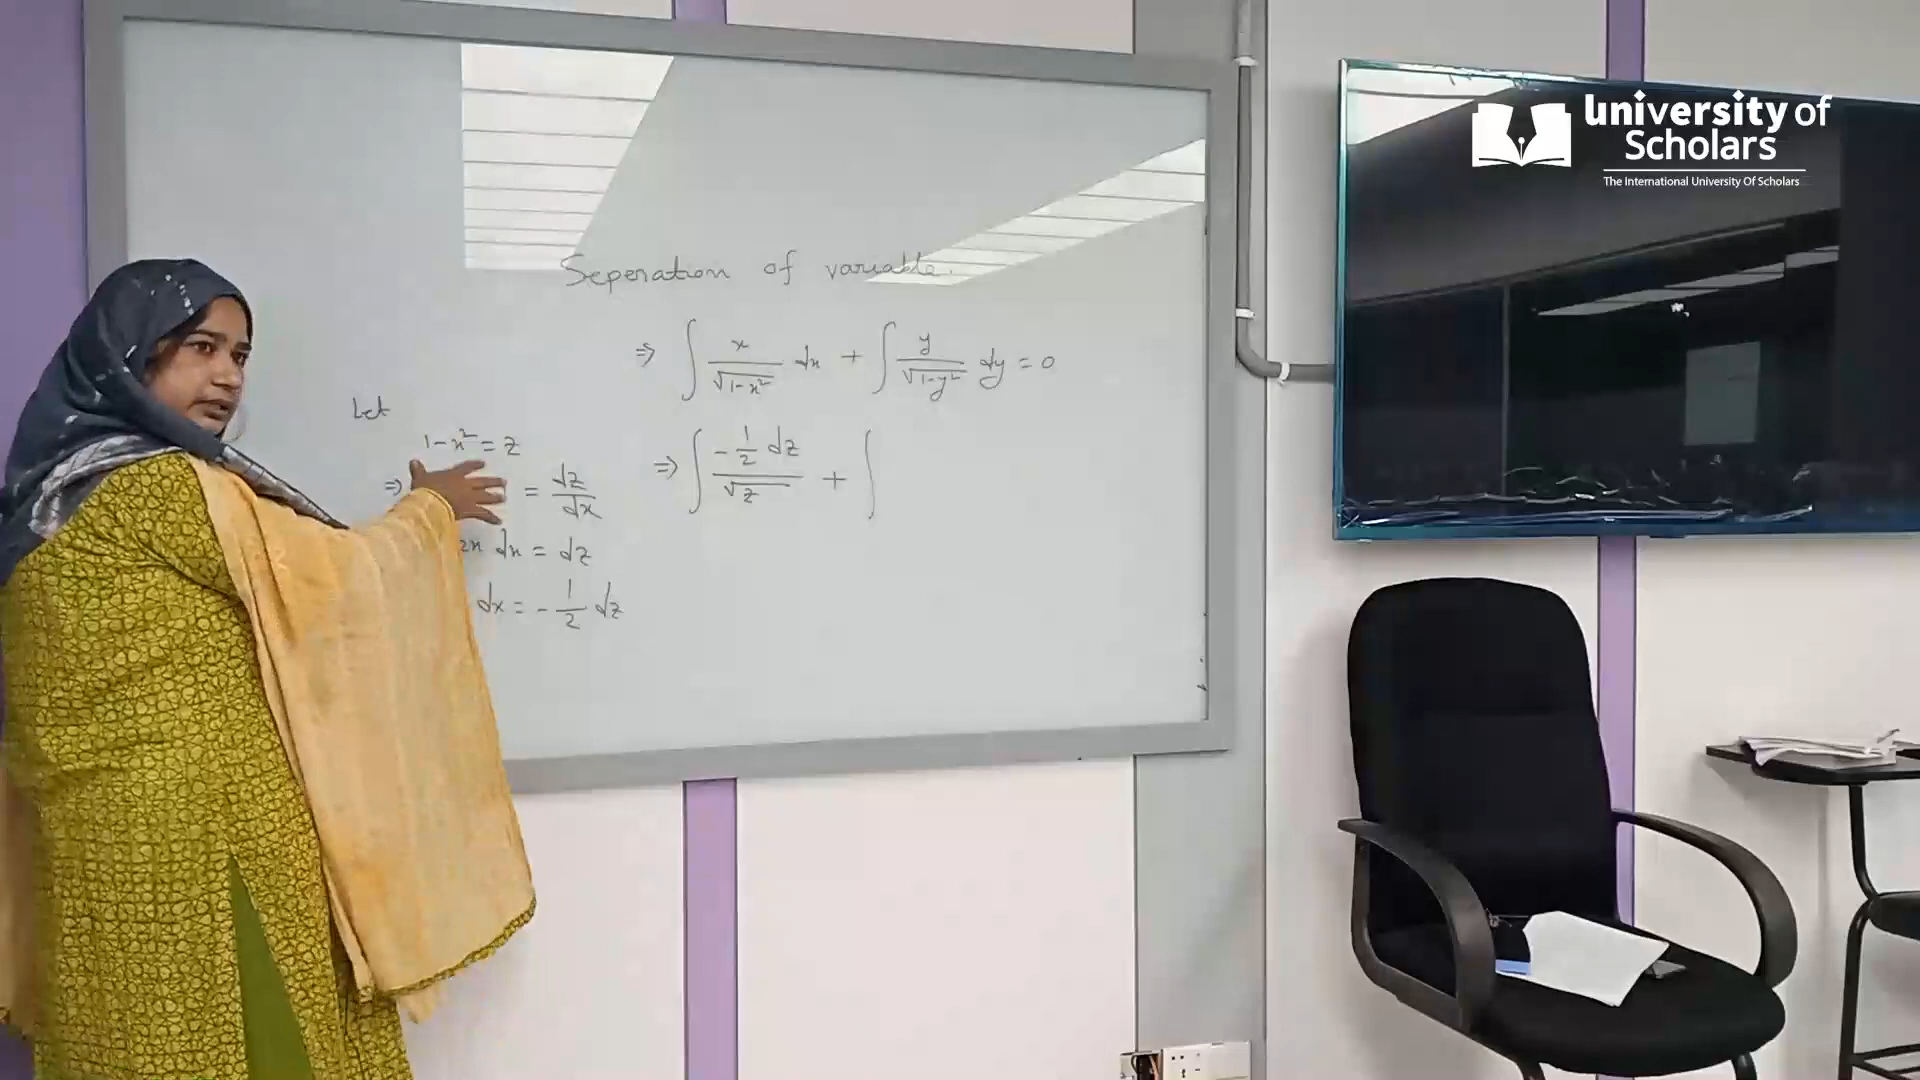 University of
Scholars
The International University Of Scholars
Seperation of variable.
⇒ ∫ x/√1-x² dx + ∫ y/√1-y² dy = 0
Let
1-x² = z
⇒ = dz/dx
2x dx = dz
dx = -1/2 dz
⇒ ∫ -1/2 dz/√z + ∫